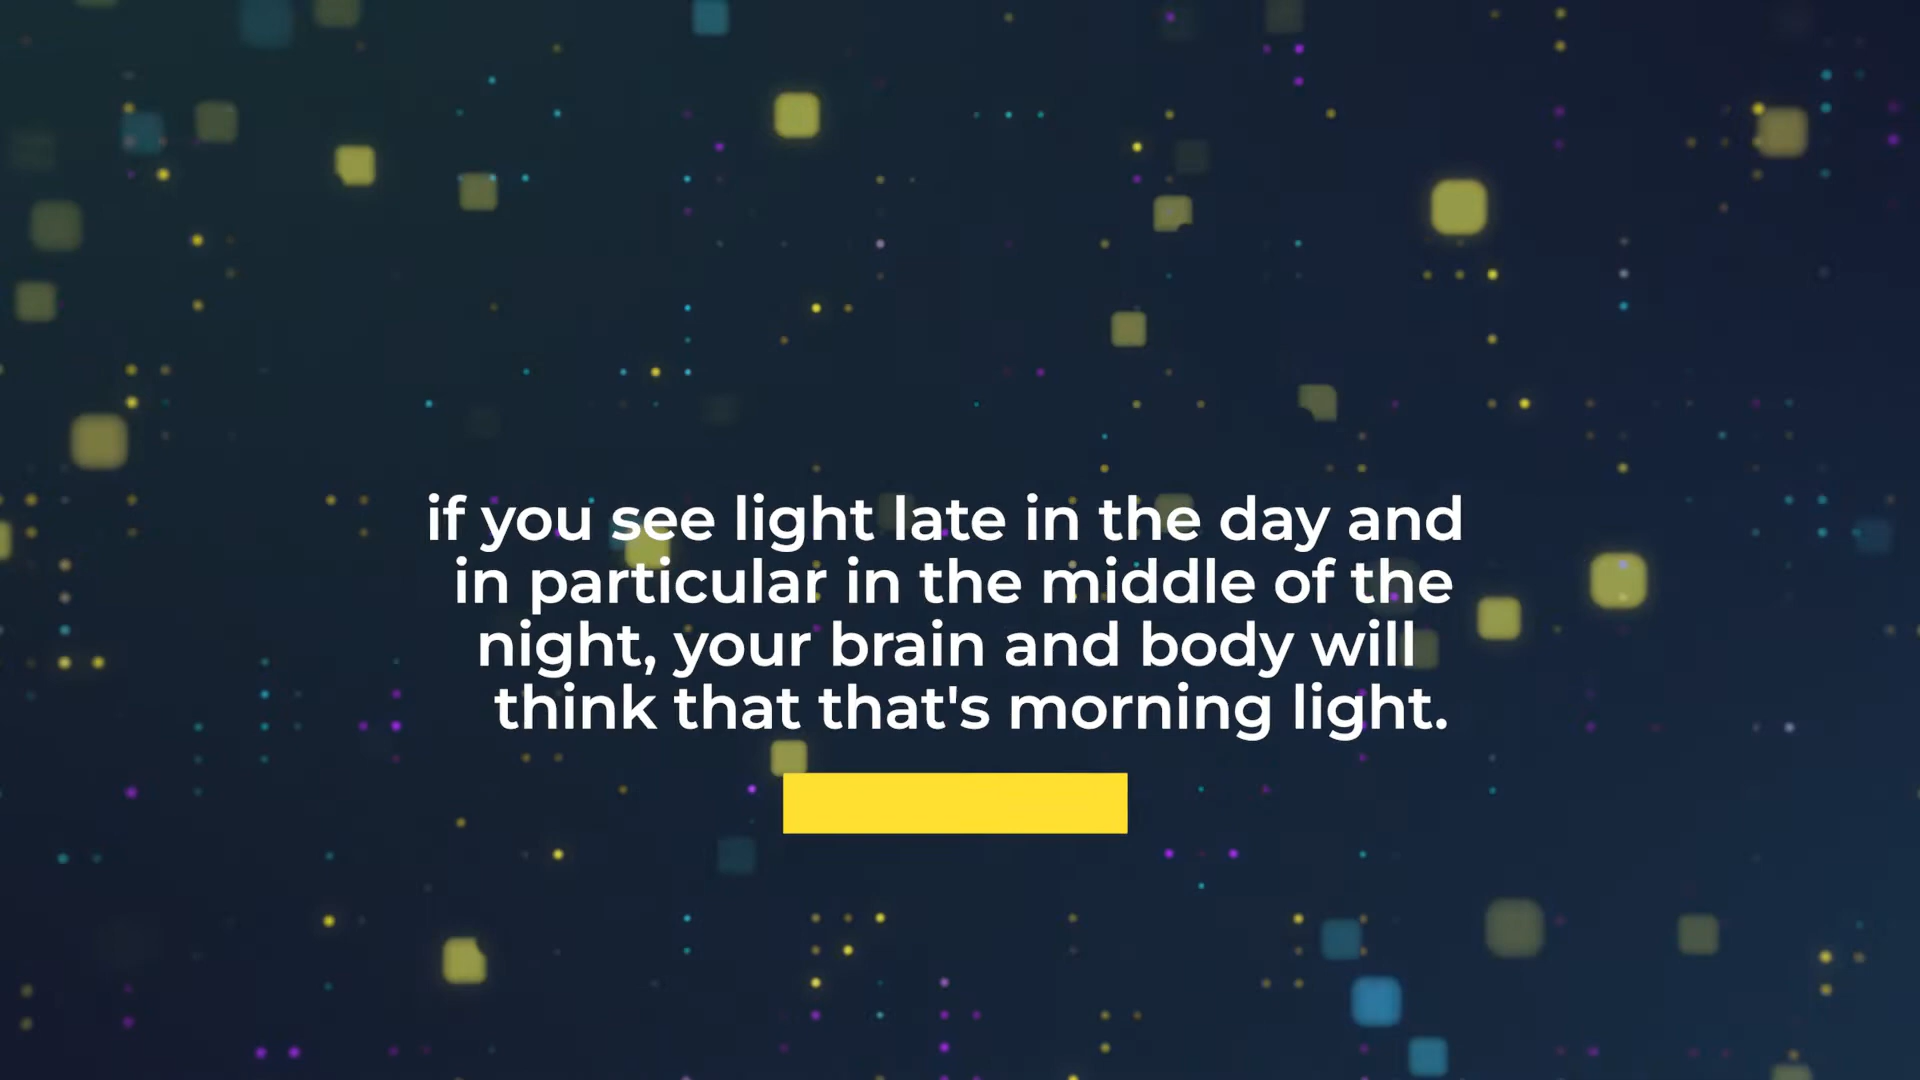 if you see light late in the day and
in particular in the middle of the
night, your brain and body will
think that that's morning light.